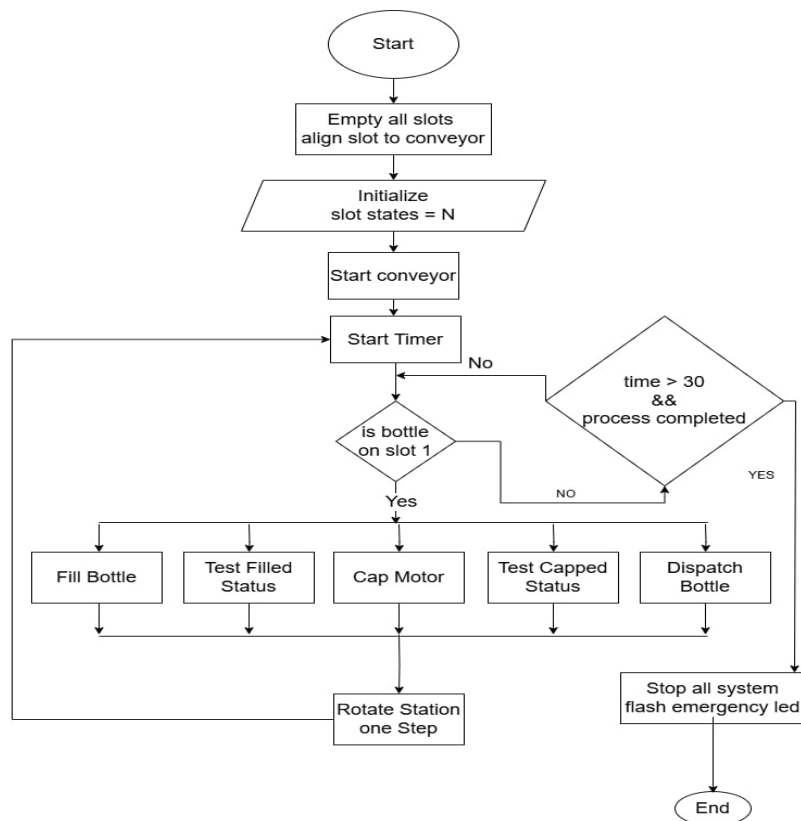 Start
Empty all slots
align slot to conveyor
Initialize
slot states = N
Start conveyor
Start Timer
No
time > 30
&&
process completed
is bottle
on slot 1
NO
YES
Yes
Fill Bottle
Test Filled
Status
Cap Motor
Test Capped
Status
Dispatch
Bottle
Rotate Station
one Step
Stop all system
flash emergency led
End